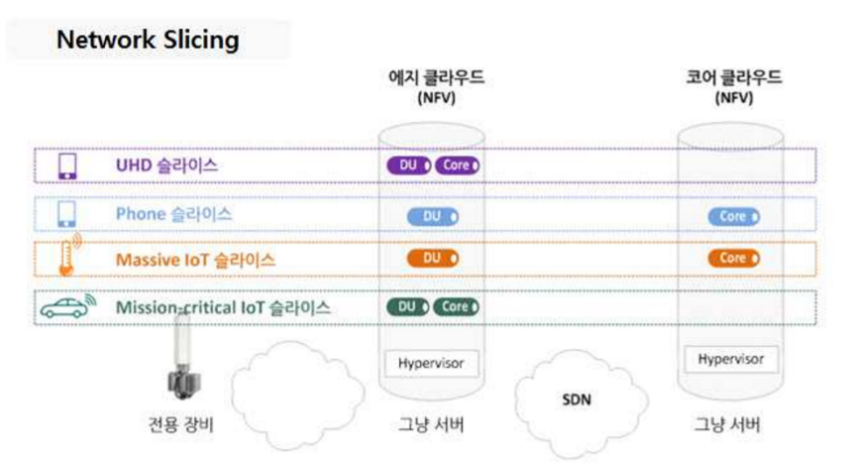 Network Slicing
에지 클라우드
(NFV)
코어 클라우드
(NFV)
UHD 슬라이스
DU
Core
Phone 슬라이스
DU
Core
Massive IoT 슬라이스
DU
Core
Mission-critical IoT 슬라이스
DU
Core
Hypervisor
Hypervisor
SDN
전용 장비
그냥 서버
그냥 서버